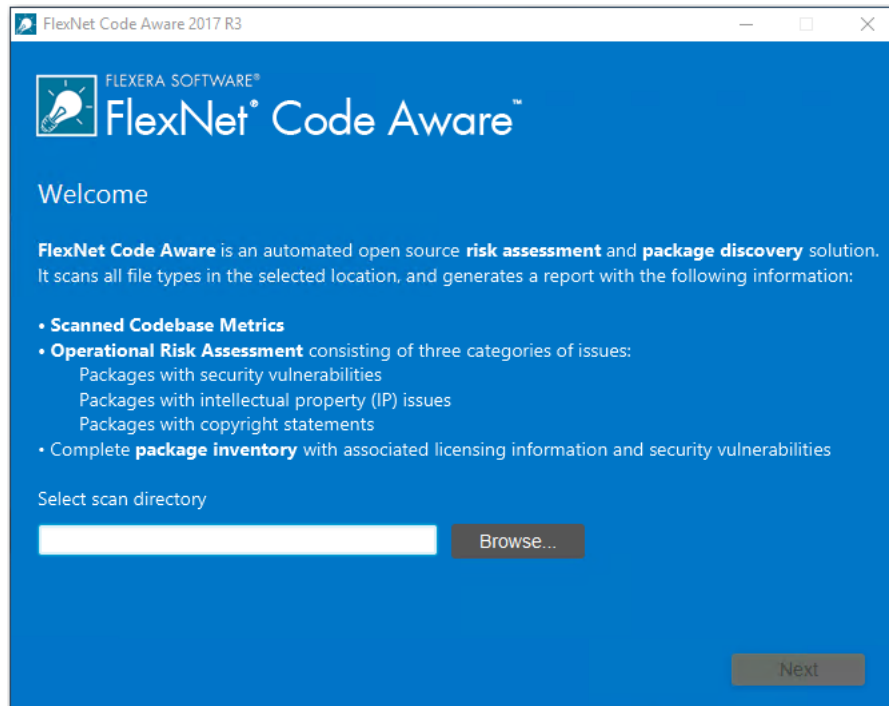 FlexNet Code Aware 2017 R3
FLEXERA SOFTWARE®
FlexNet® Code Aware™
Welcome
FlexNet Code Aware is an automated open source risk assessment and package discovery solution.
It scans all file types in the selected location, and generates a report with the following information:
• Scanned Codebase Metrics
• Operational Risk Assessment consisting of three categories of issues:
Packages with security vulnerabilities
Packages with intellectual property (IP) issues
Packages with copyright statements
• Complete package inventory with associated licensing information and security vulnerabilities
Select scan directory
Browse...
Next